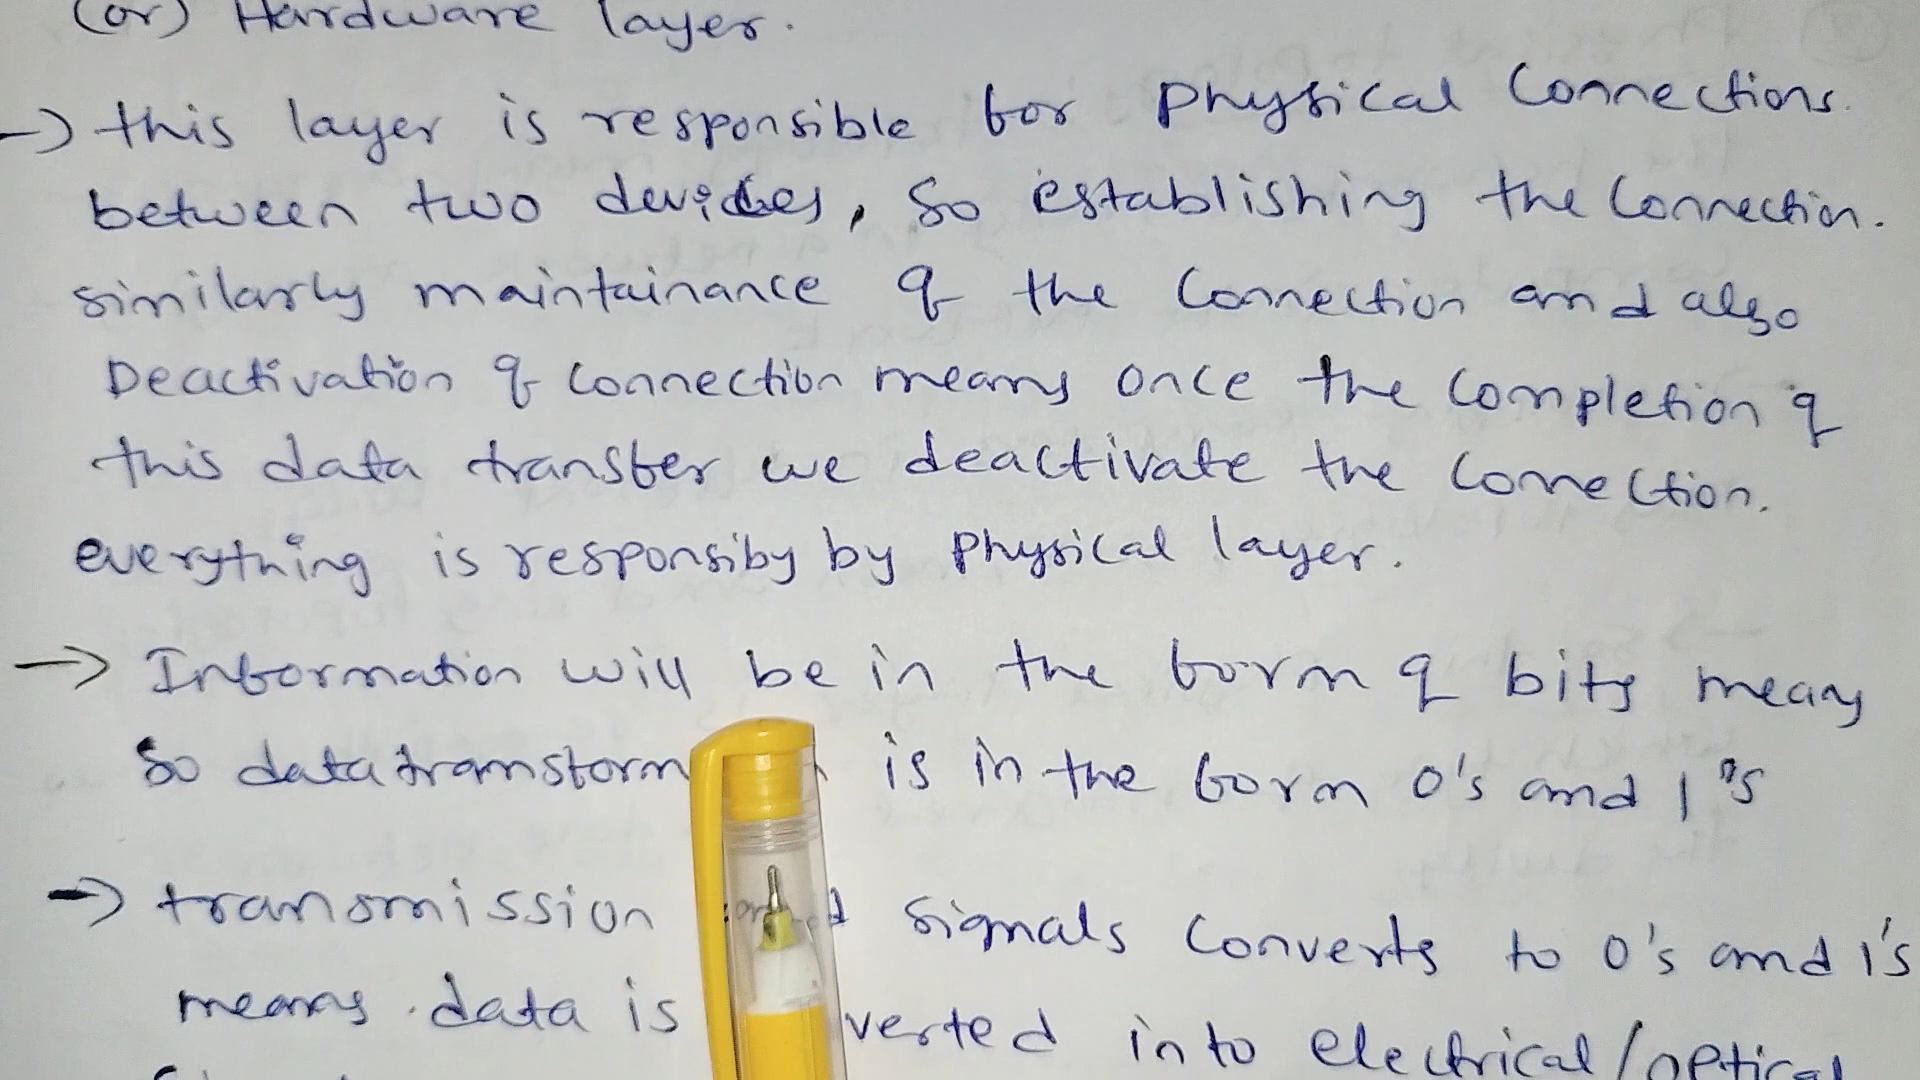 (or) Hardware layer.
→ this layer is responsible for physical Connections.
between two devices, So establishing the Connection.
similarly maintainance of the Connection and also
Deactivation of Connection means once the Completion of
this data transfer we deactivate the Connection.
everything is responsiby by physical layer.
→ Information will be in the form of bits means
So data transform is in the form 0's and 1's
→ transmission signals Converts to 0's and 1's
means data is into electrical/optical